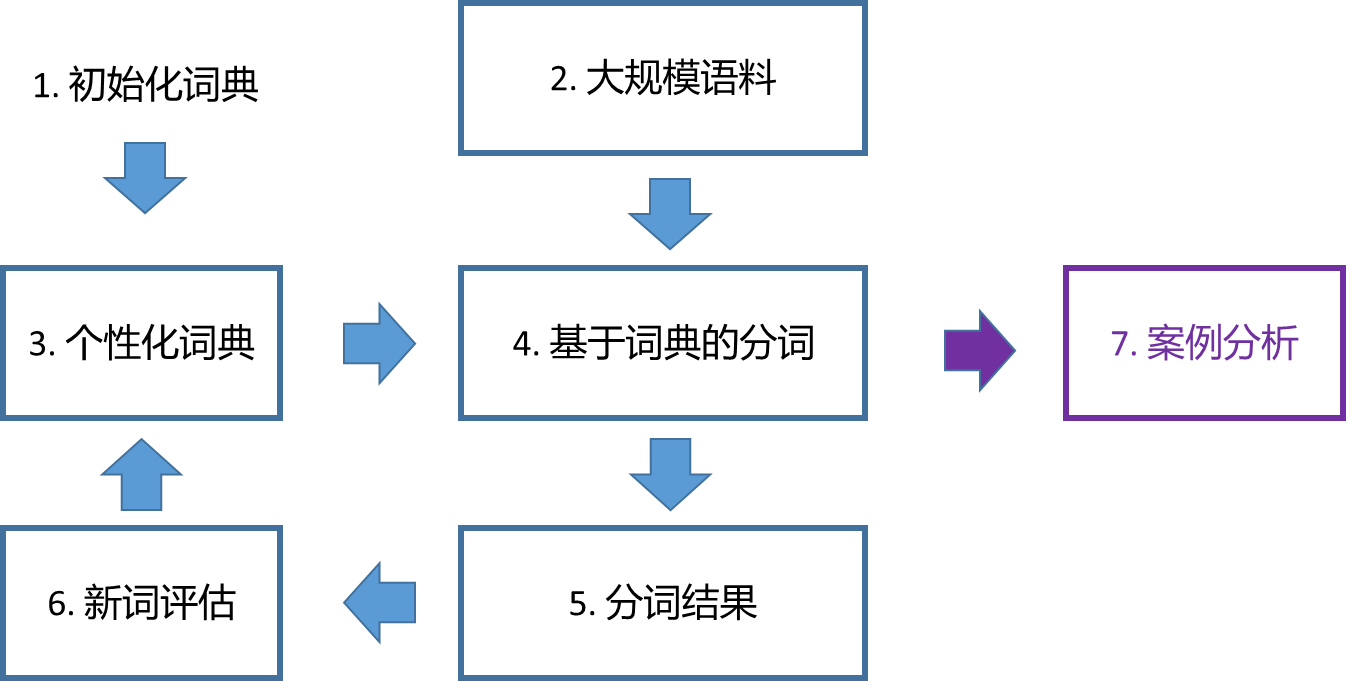 1. 初始化词典
2. 大规模语料
3. 个性化词典
4. 基于词典的分词
7. 案例分析
6. 新词评估
5. 分词结果